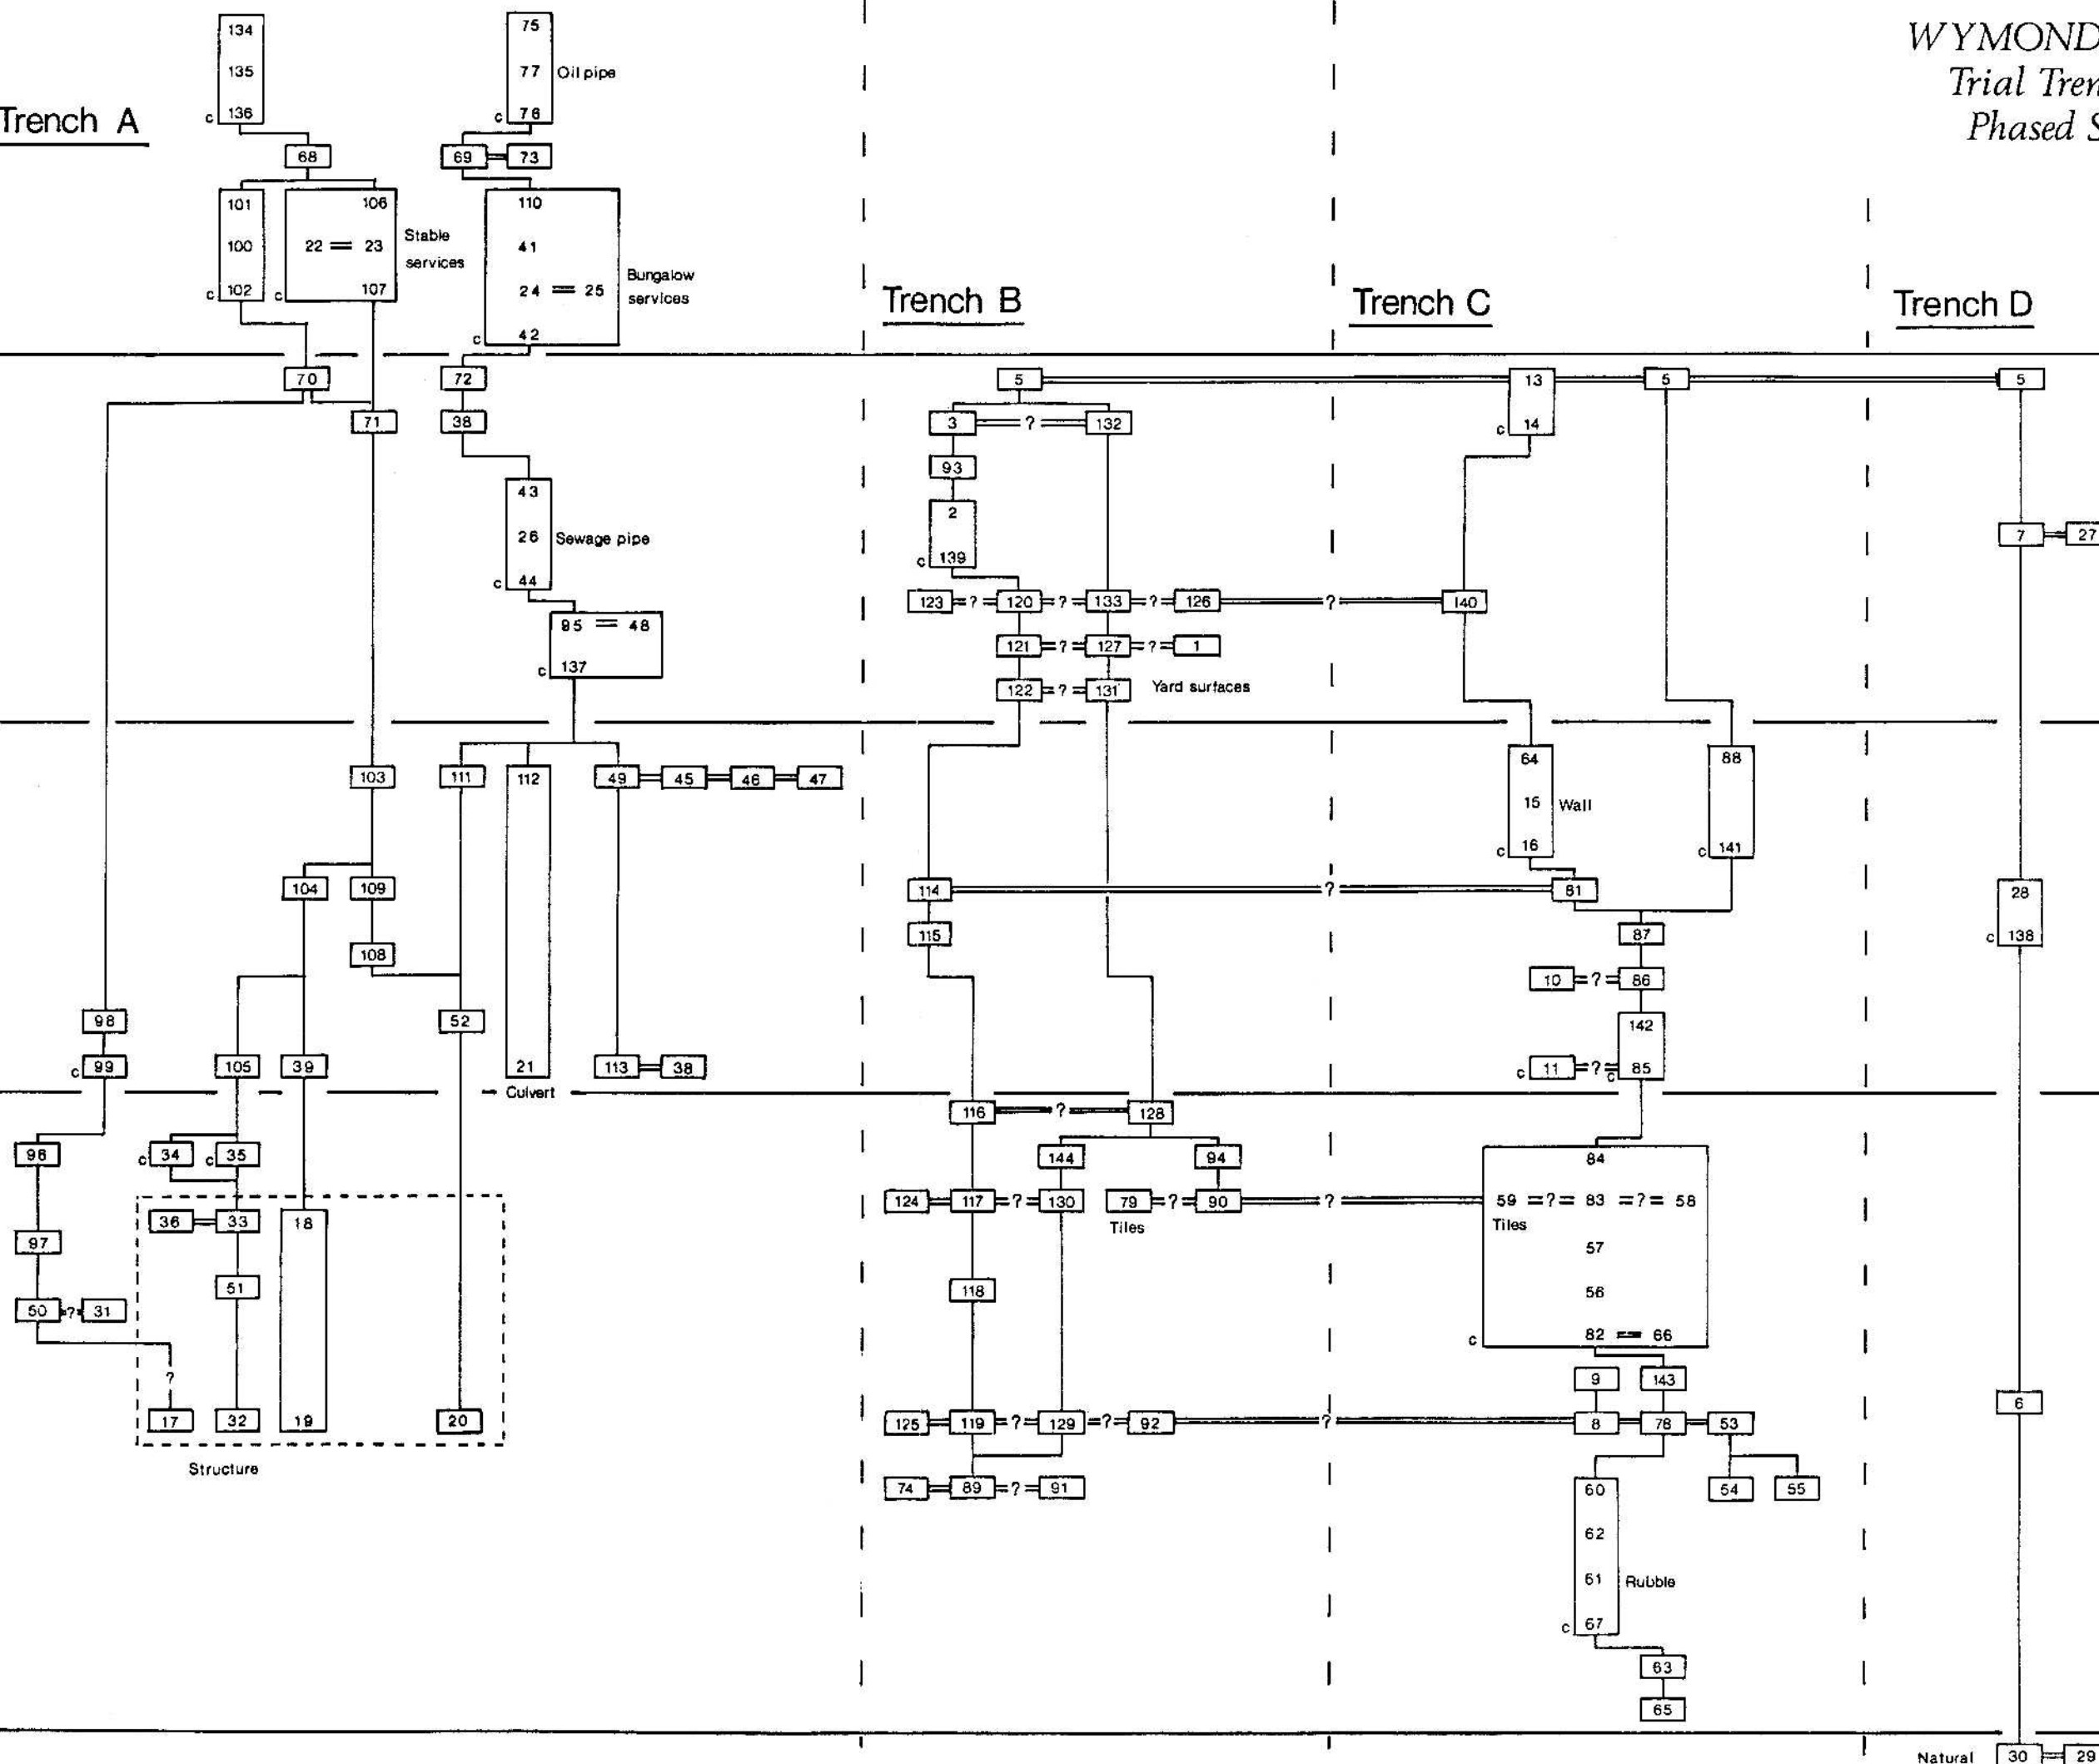 WYMOND
Trial Tren
Phased S
Trench A
Trench B
Trench C
Trench D
134
135
c 136
75
77 Oil pipe
c 76
68
69 = 73
101
100
c 102
106
22 = 23
c 107
Stable
services
110
41
24 = 25
c 42
Bungalow
services
70
71
72
38
43
26 Sewage pipe
c 44
95 = 48
c 137
103
111
112
49 = 45 = 46 = 47
104
109
108
98
c 99
52
105
39
21
Culvert
113 = 38
96
c 34
c 35
36 = 33
18
97
51
50 =?= 31
?
17
32
19
20
Structure
5
3 =?= 132
93
2
c 139
123 =?= 120 =?= 133 =?= 126 =?= 140
121 =?= 127 =?= 1
122 =?= 131 Yard surfaces
114 =?= 81
115
116 =?= 128
144
94
124 = 117 =?= 130
79 =?= 90 =?=
Tiles
118
125 = 119 =?= 129 =?= 92 =?= 8 = 78 = 53
74 = 89 =?= 91
13
c 14
5
64
15 Wall
c 16
88
c 141
87
10 =?= 86
142
c 11 =?= c 85
84
59 =?= 83 =?= 58
Tiles
57
56
c 82 = 66
9
143
54
55
60
62
61 Rubble
c 67
63
65
5
7 = 27
28
c 138
6
Natural 30 = 29